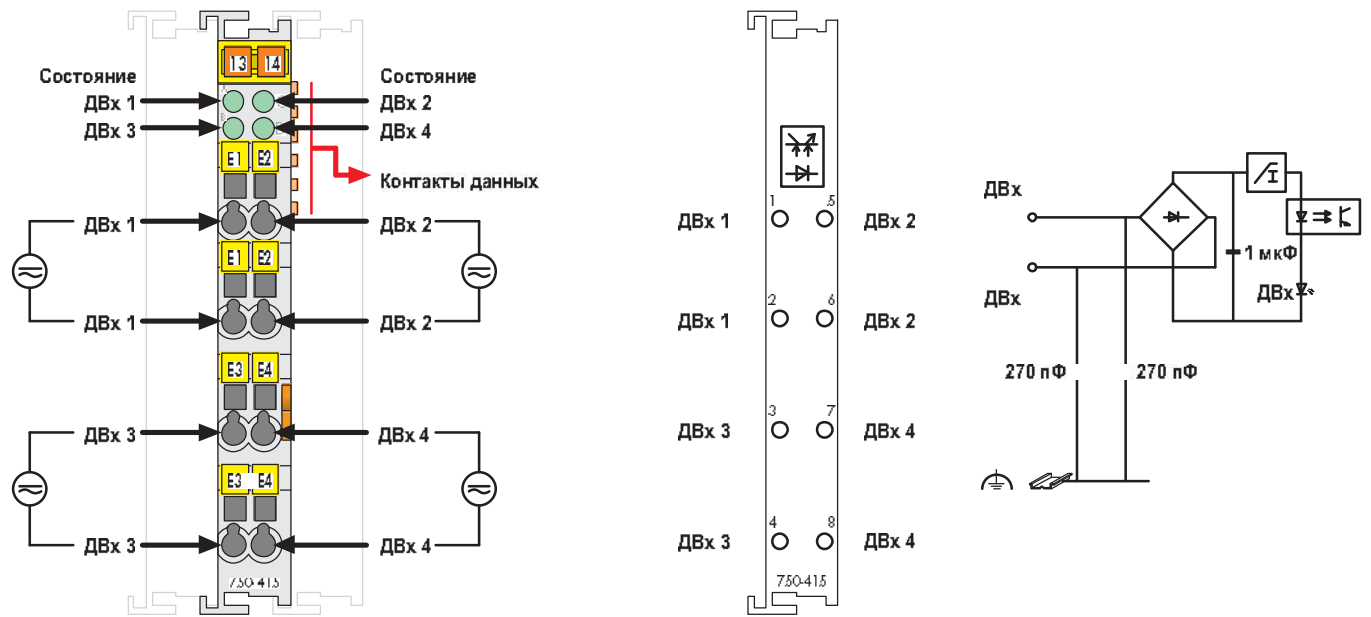 13 14
Состояние
ДВх 1
ДВх 3
Состояние
ДВх 2
ДВх 4
A C
B D
E1 E2
Контакты данных
ДВх 1
ДВх 2
E1 E2
ДВх 1
ДВх 2
E3 E4
ДВх 3
ДВх 4
E3 E4
ДВх 3
ДВх 4
750-415
1 5
ДВх 1
ДВх 2
2 6
ДВх 1
ДВх 2
3 7
ДВх 3
ДВх 4
4 8
ДВх 3
ДВх 4
750-415
ДВх
ДВх
I
1 мкФ
ДВх
270 пФ
270 пФ